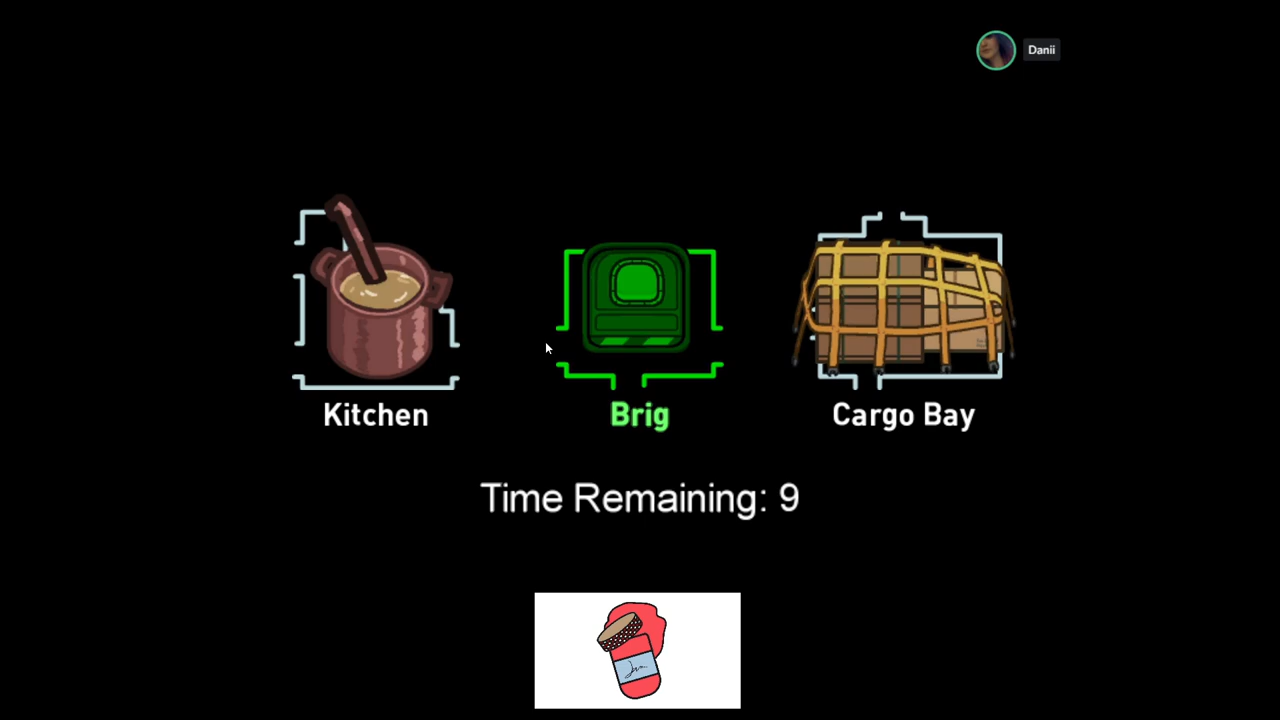 Danii
Kitchen
Brig
Cargo Bay
Time Remaining: 9